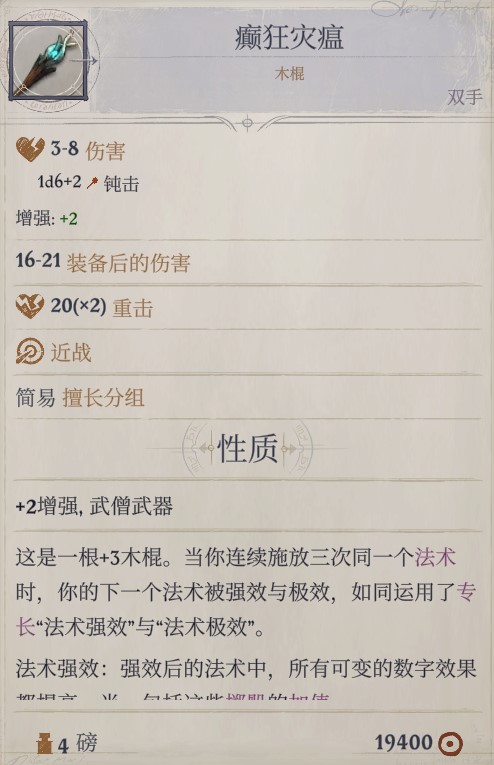 癫狂灾瘟
木棍
双手
3-8 伤害
1d6+2 钝击
增强: +2
16-21 装备后的伤害
20(×2) 重击
近战
简易 擅长分组
性质
+2增强, 武僧武器
这是一根+3木棍。当你连续施放三次同一个法术
时，你的下一个法术被强效与极效，如同运用了专
长“法术强效”与“法术极效”。
法术强效：强效后的法术中，所有可变的数字效果
4 磅
19400